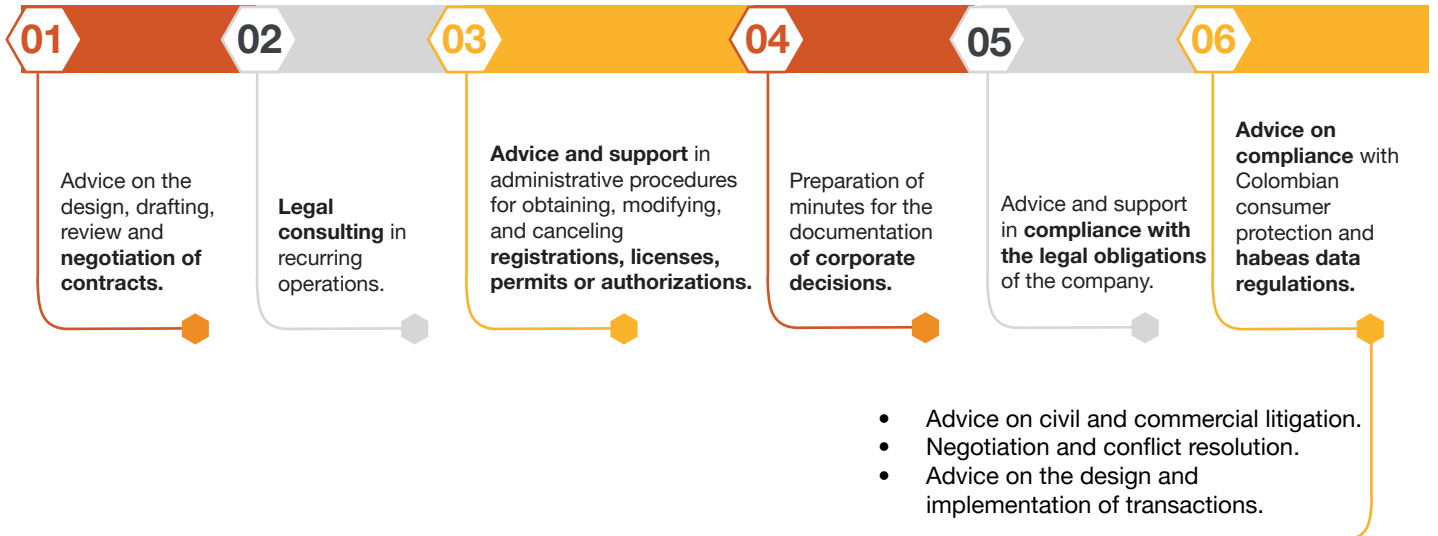 01
Advice on the
design, drafting,
review and
negotiation of
contracts.
02
Legal
consulting in
recurring
operations.
03
Advice and support in
administrative procedures
for obtaining, modifying,
and canceling
registrations, licenses,
permits or authorizations.
04
Preparation of
minutes for the
documentation
of corporate
decisions.
05
Advice and support
in compliance with
the legal obligations
of the company.
06
Advice on
compliance with
Colombian
consumer
protection and
habeas data
regulations.
• Advice on civil and commercial litigation.
• Negotiation and conflict resolution.
• Advice on the design and
implementation of transactions.